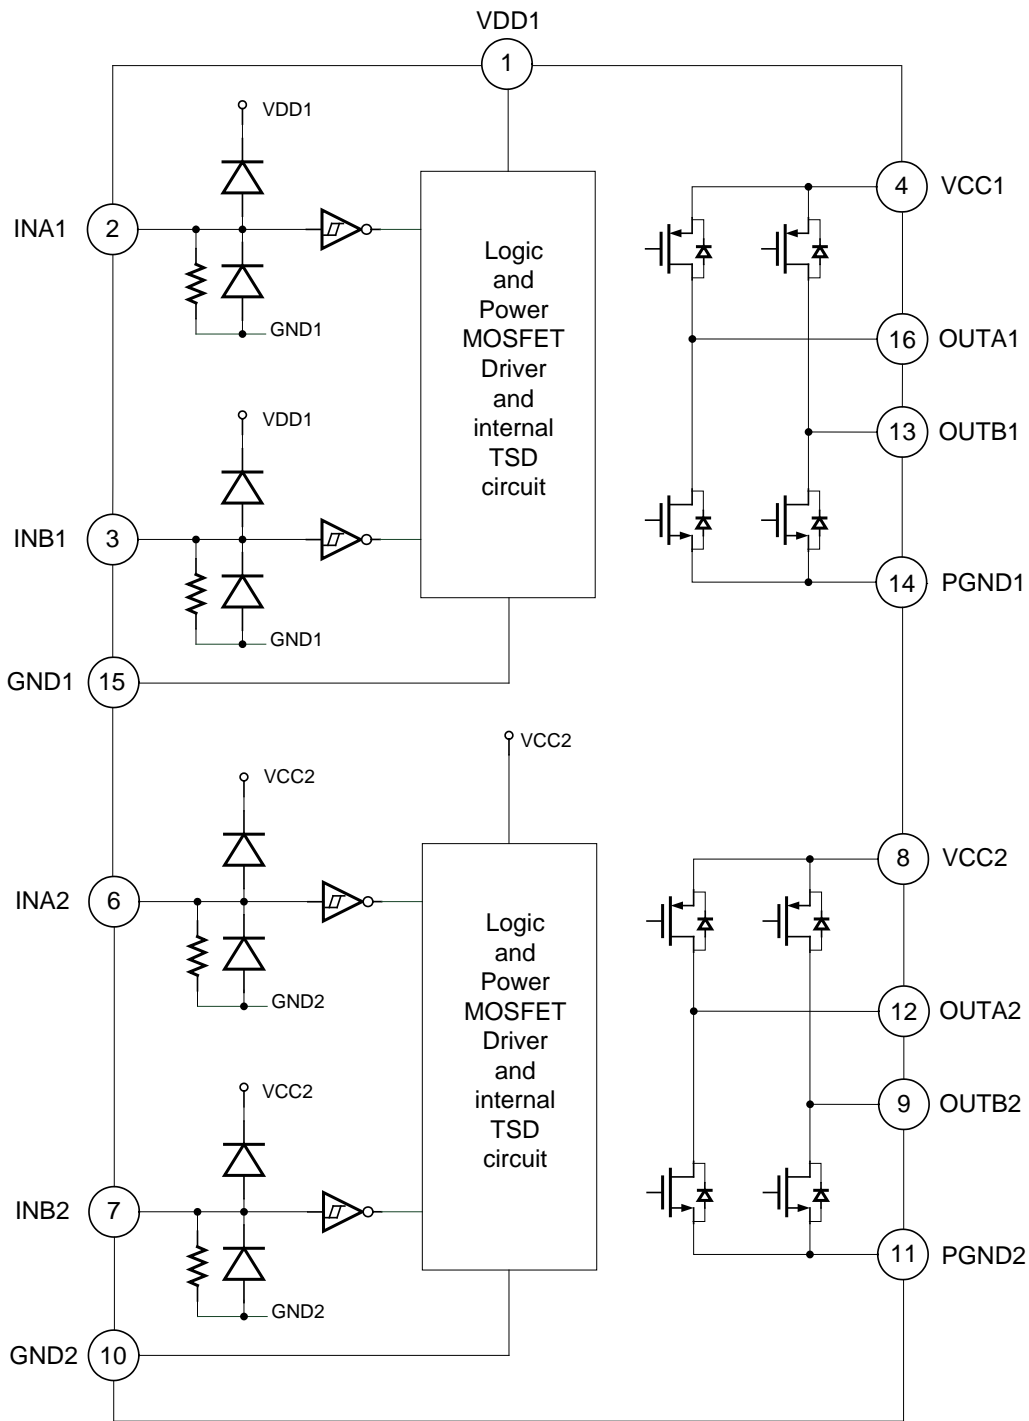 VDD1
1
VDD1
INA1
2
GND1
VDD1
INB1
3
GND1
GND1
15
Logic
and
Power
MOSFET
Driver
and
internal
TSD
circuit
4
VCC1
16
OUTA1
13
OUTB1
14
PGND1
VCC2
VCC2
INA2
6
GND2
VCC2
INB2
7
GND2
GND2
10
Logic
and
Power
MOSFET
Driver
and
internal
TSD
circuit
8
VCC2
12
OUTA2
9
OUTB2
11
PGND2